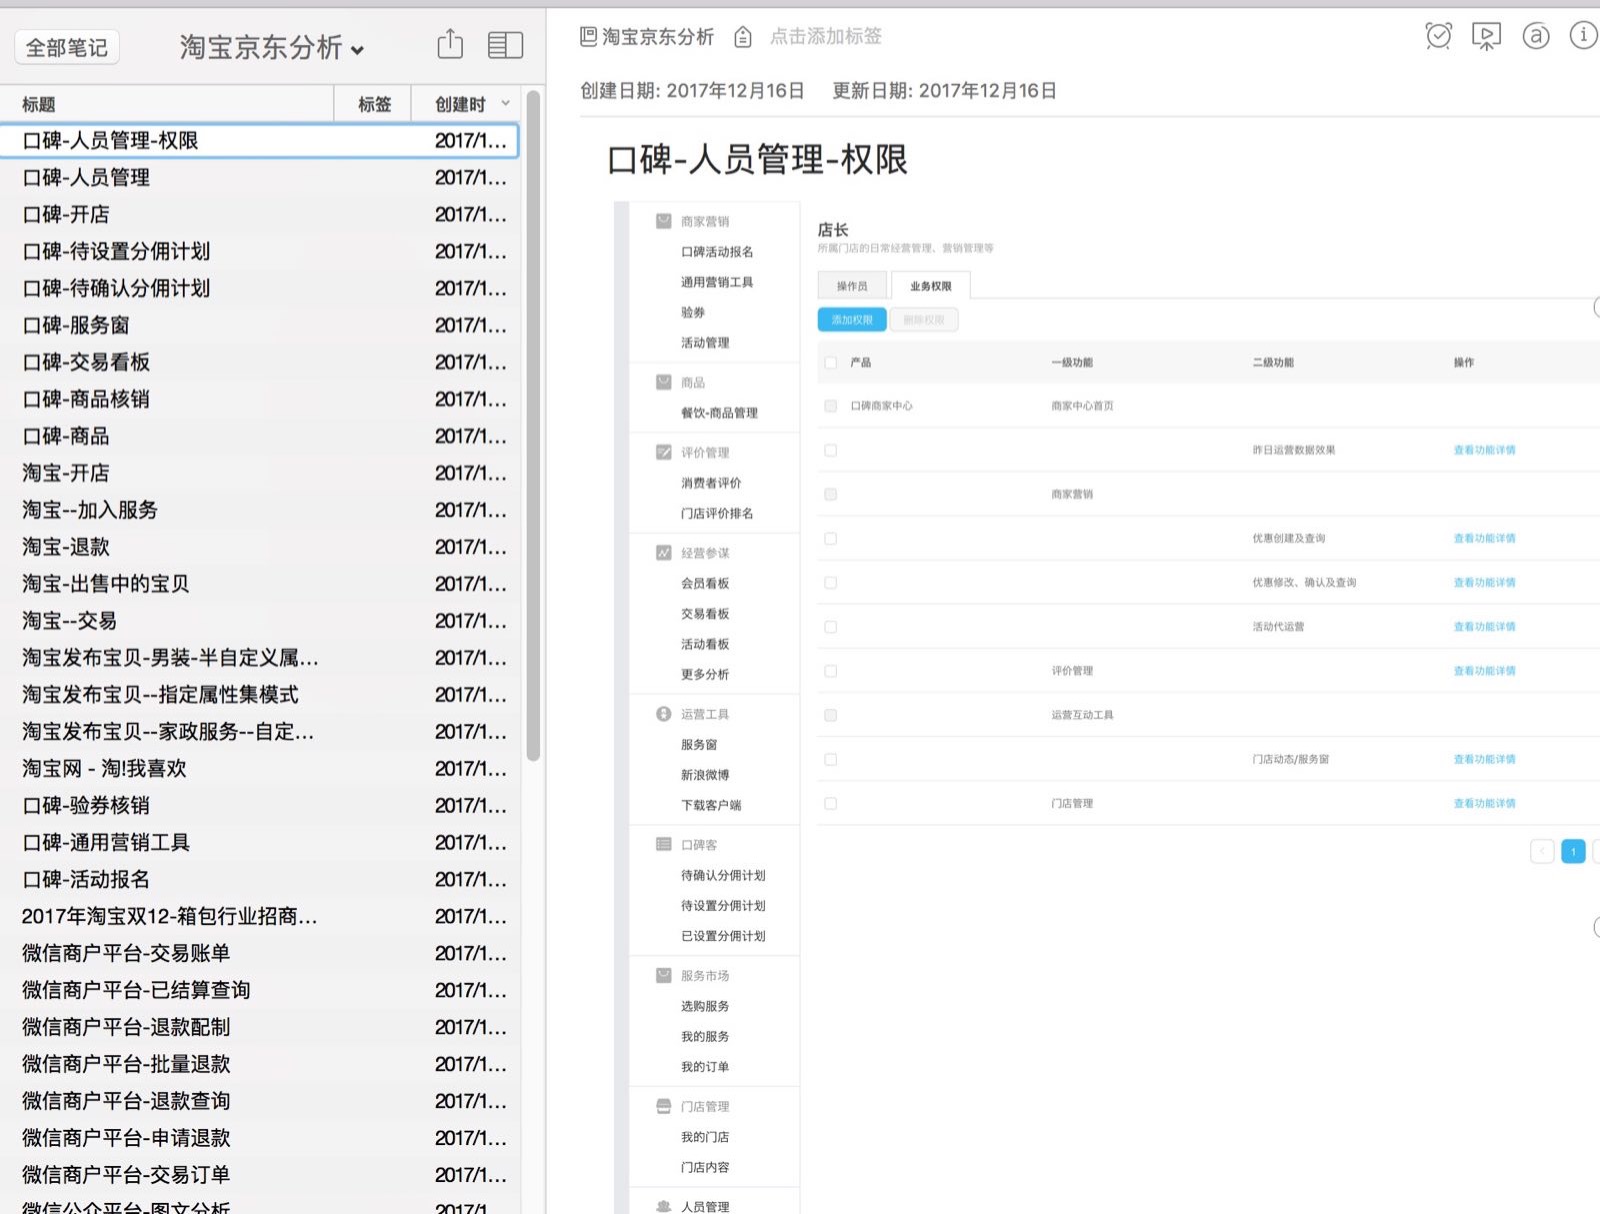 全部笔记
淘宝京东分析
标题 标签 创建时
口碑-人员管理-权限 2017/1...
口碑-人员管理 2017/1...
口碑-开店 2017/1...
口碑-待设置分佣计划 2017/1...
口碑-待确认分佣计划 2017/1...
口碑-服务窗 2017/1...
口碑-交易看板 2017/1...
口碑-商品核销 2017/1...
口碑-商品 2017/1...
淘宝-开店 2017/1...
淘宝--加入服务 2017/1...
淘宝-退款 2017/1...
淘宝-出售中的宝贝 2017/1...
淘宝--交易 2017/1...
淘宝发布宝贝-男装-半自定义属... 2017/1...
淘宝发布宝贝--指定属性集模式 2017/1...
淘宝发布宝贝--家政服务--自定... 2017/1...
淘宝网 - 淘!我喜欢 2017/1...
口碑-验券核销 2017/1...
口碑-通用营销工具 2017/1...
口碑-活动报名 2017/1...
2017年淘宝双12-箱包行业招商... 2017/1...
微信商户平台-交易账单 2017/1...
微信商户平台-已结算查询 2017/1...
微信商户平台-退款配制 2017/1...
微信商户平台-批量退款 2017/1...
微信商户平台-退款查询 2017/1...
微信商户平台-申请退款 2017/1...
微信商户平台-交易订单 2017/1...
微信公众平台-图文分析 2017/1
淘宝京东分析 点击添加标签
创建日期: 2017年12月16日 更新日期: 2017年12月16日
口碑-人员管理-权限
商家营销
口碑活动报名
通用营销工具
验券
活动管理
商品
餐饮-商品管理
评价管理
消费者评价
门店评价排名
经营参谋
会员看板
交易看板
活动看板
更多分析
运营工具
服务窗
新浪微博
下载客户端
口碑客
待确认分佣计划
待设置分佣计划
已设置分佣计划
服务市场
选购服务
我的服务
我的订单
门店管理
我的门店
门店内容
人员管理
店长
所属门店的日常经营管理、营销管理等
操作员 业务权限
添加权限 删除权限
产品 一级功能 二级功能 操作
口碑商家中心 商家中心首页
昨日运营数据效果 查看功能详情
商家营销
优惠创建及查询 查看功能详情
优惠修改、确认及查询 查看功能详情
活动代运营 查看功能详情
评价管理 查看功能详情
运营互动工具
门店动态/服务窗 查看功能详情
门店管理 查看功能详情
1